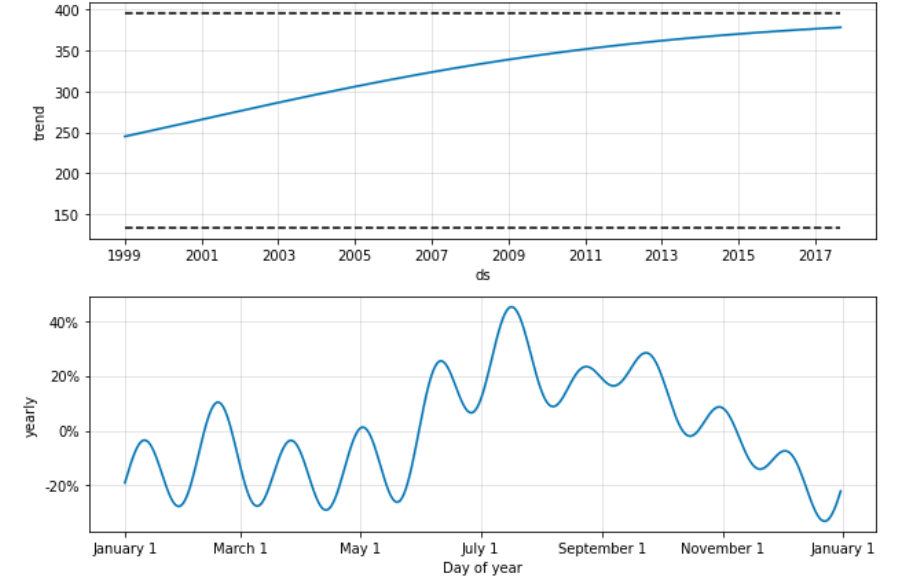 400
350
300
250
200
150
trend
1999 2001 2003 2005 2007 2009 2011 2013 2015 2017
ds
40%
20%
0%
-20%
yearly
January 1 March 1 May 1 July 1 September 1 November 1 January 1
Day of year